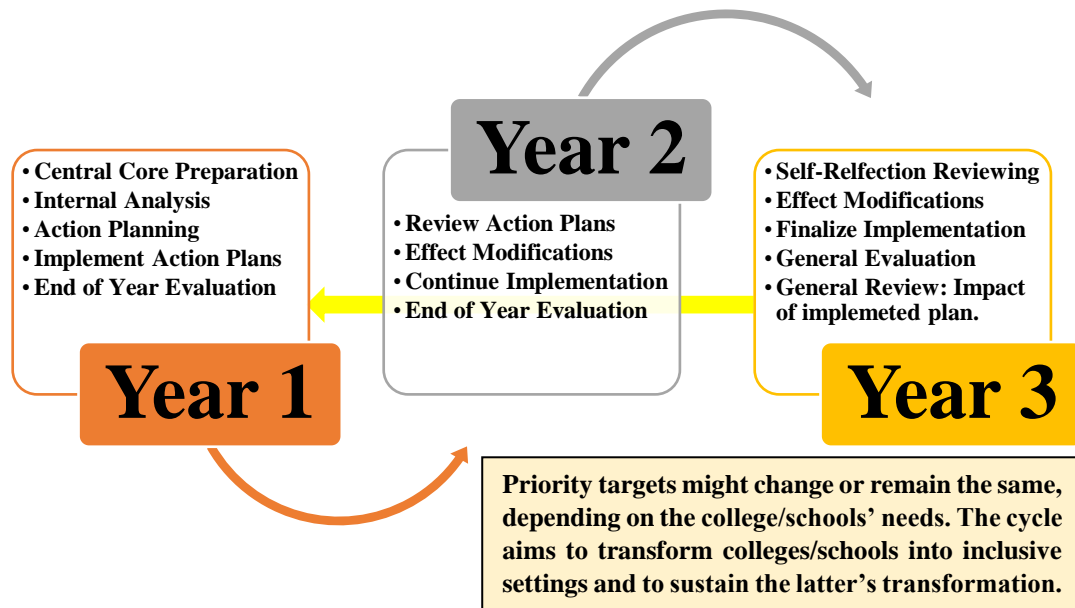 • Central Core Preparation
• Internal Analysis
• Action Planning
• Implement Action Plans
• End of Year Evaluation
Year 1
Year 2
• Review Action Plans
• Effect Modifications
• Continue Implementation
• End of Year Evaluation
• Self-Relfection Reviewing
• Effect Modifications
• Finalize Implementation
• General Evaluation
• General Review: Impact
of implemeted plan.
Year 3
Priority targets might change or remain the same,
depending on the college/schools’ needs. The cycle
aims to transform colleges/schools into inclusive
settings and to sustain the latter’s transformation.